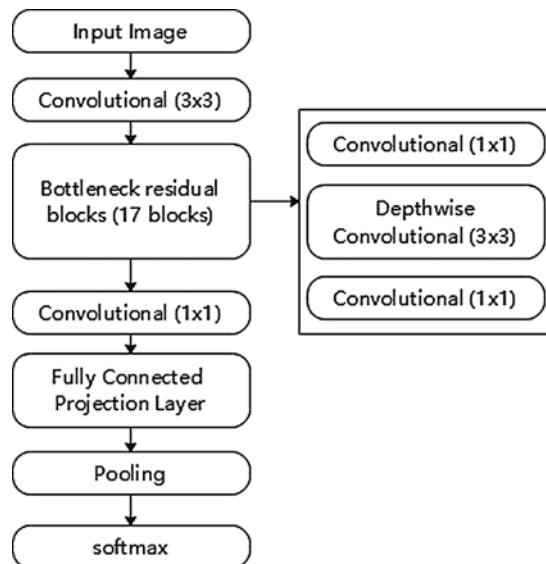 Input Image
Convolutional (3x3)
Bottleneck residual
blocks (17 blocks)
Convolutional (1x1)
Fully Connected
Projection Layer
Pooling
softmax
Convolutional (1x1)
Depthwise
Convolutional (3x3)
Convolutional (1x1)